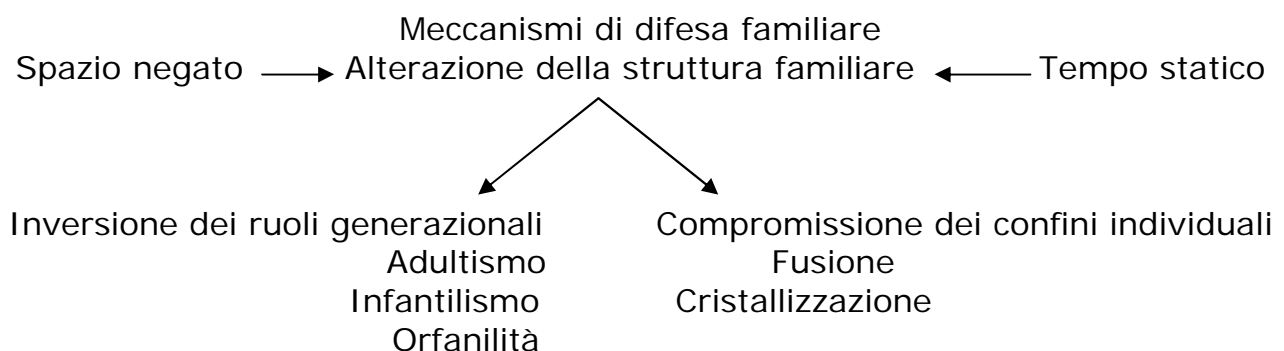 Meccanismi di difesa familiare
Spazio negato Alterazione della struttura familiare Tempo statico
Inversione dei ruoli generazionali Compromissione dei confini individuali
Adultismo Fusione
Infantilismo Cristallizzazione
Orfanilità